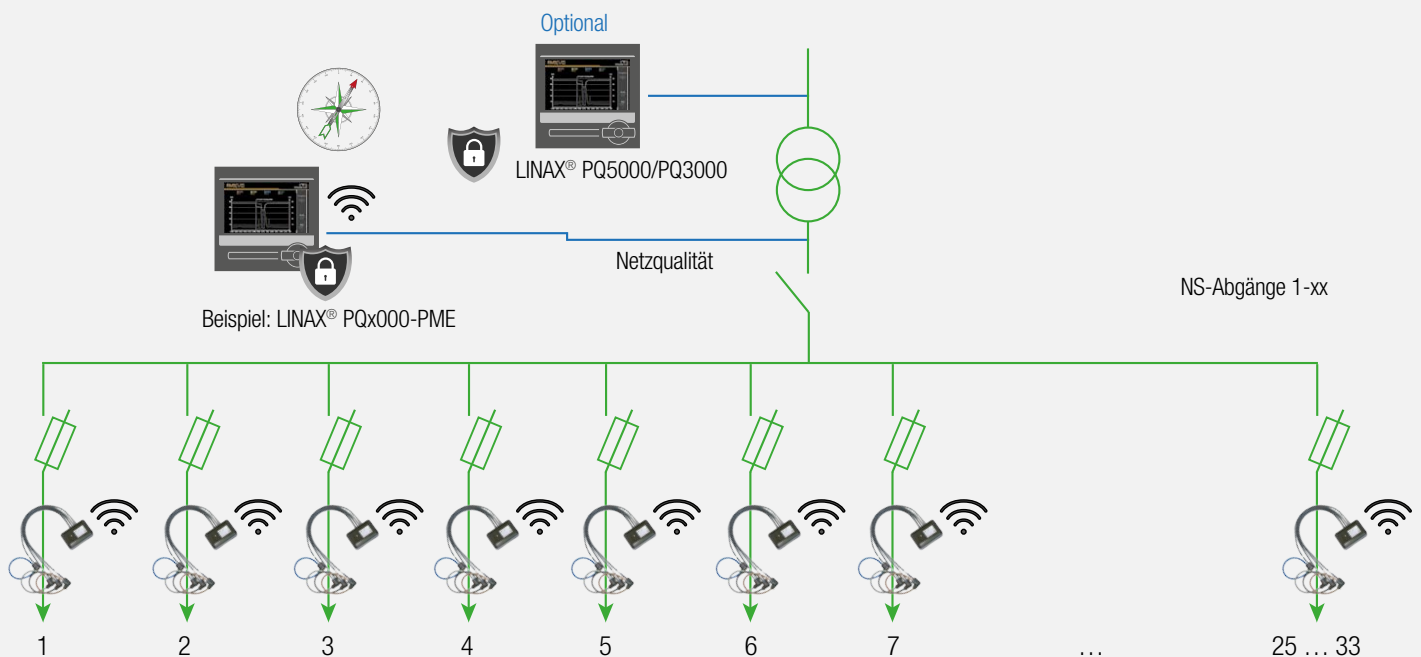 Optional
LINAX® PQ5000/PQ3000
Netzqualität
NS-Abgänge 1-xx
Beispiel: LINAX® PQx000-PME
1 2 3 4 5 6 7 … 25 … 33